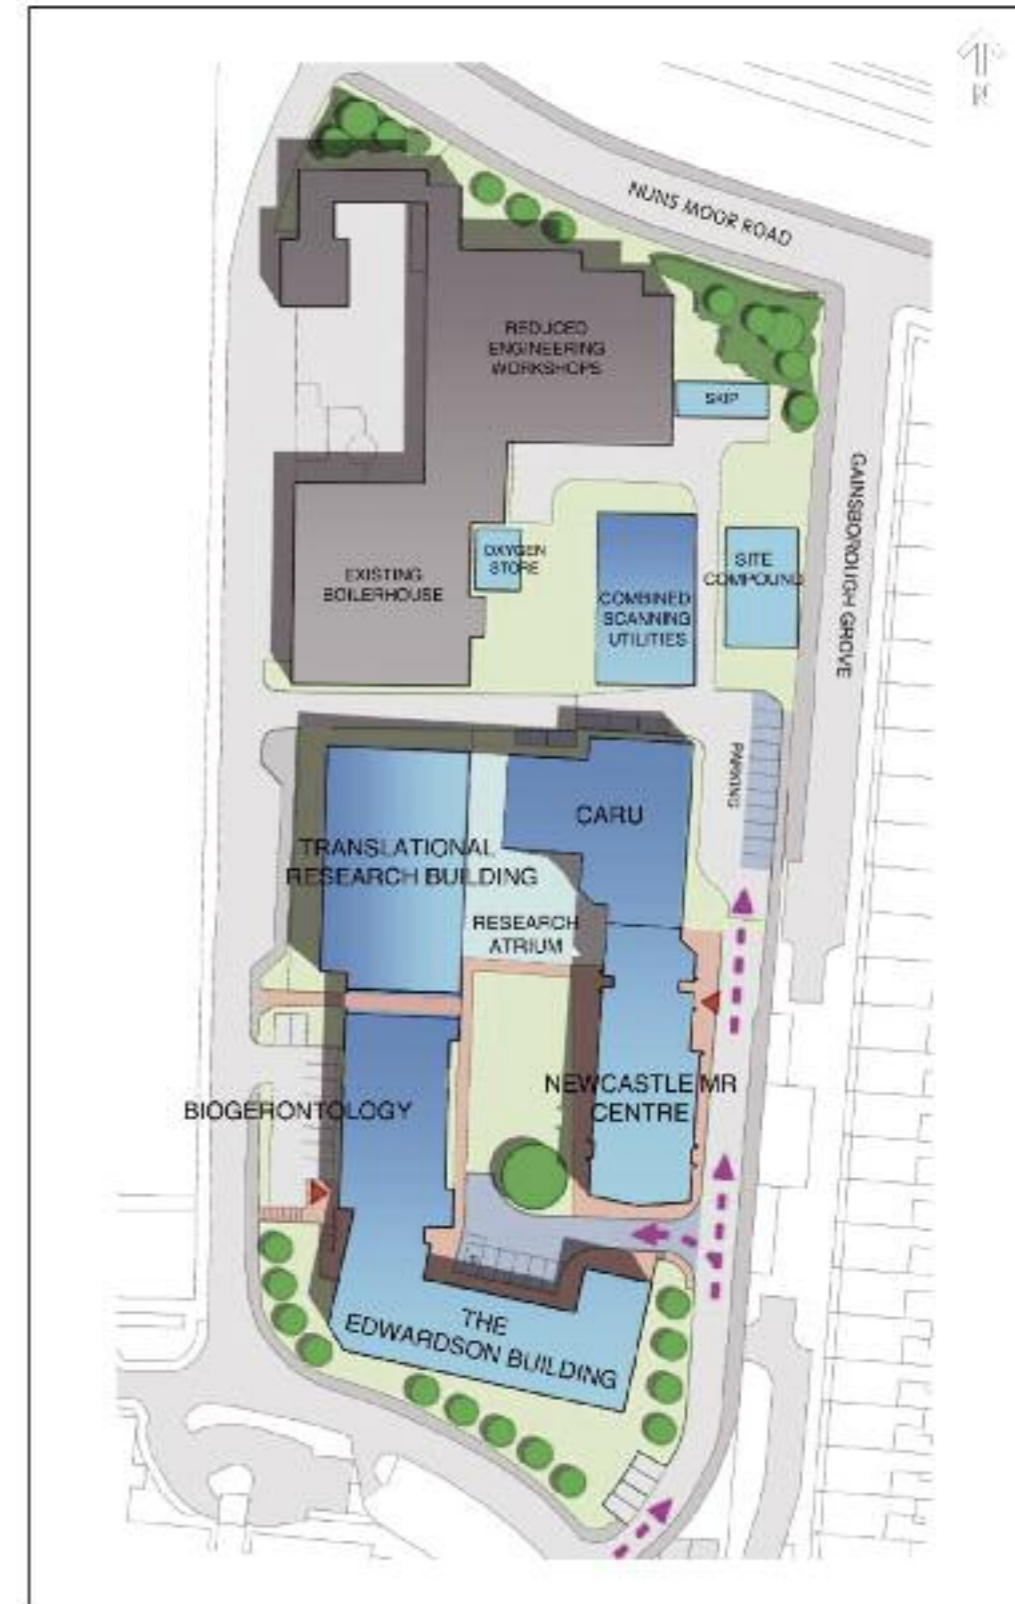 N
NUNS MOOR ROAD
REDUCED
ENGINEERING
WORKSHOPS
SKIP
GAINSBOROUGH GROVE
OXYGEN
STORE
SITE
COMPOUND
EXISTING
BOILERHOUSE
COMBINED
SCANNING
UTILITIES
PARKING
CARU
TRANSLATIONAL
RESEARCH BUILDING
RESEARCH
ATRIUM
NEWCASTLE MR
CENTRE
BIOGERONTOLOGY
THE
EDWARDSON BUILDING